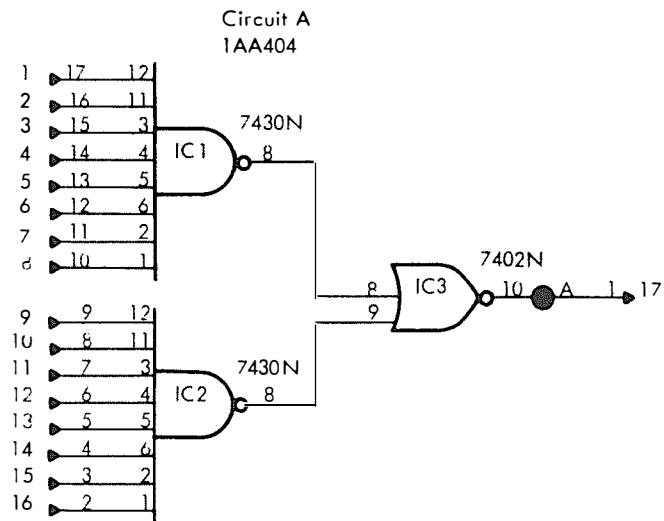 Circuit A
1AA404
1 17 12
2 16 11
3 15 3 7430N
4 14 4 IC1 8
5 13 5
6 12 6
7 11 2
8 10 1
7402N
8 IC3 10 A 1 17
9
9 9 12
10 8 11
11 7 3 7430N
12 6 4 IC2 8
13 5 5
14 4 6
15 3 2
16 2 1